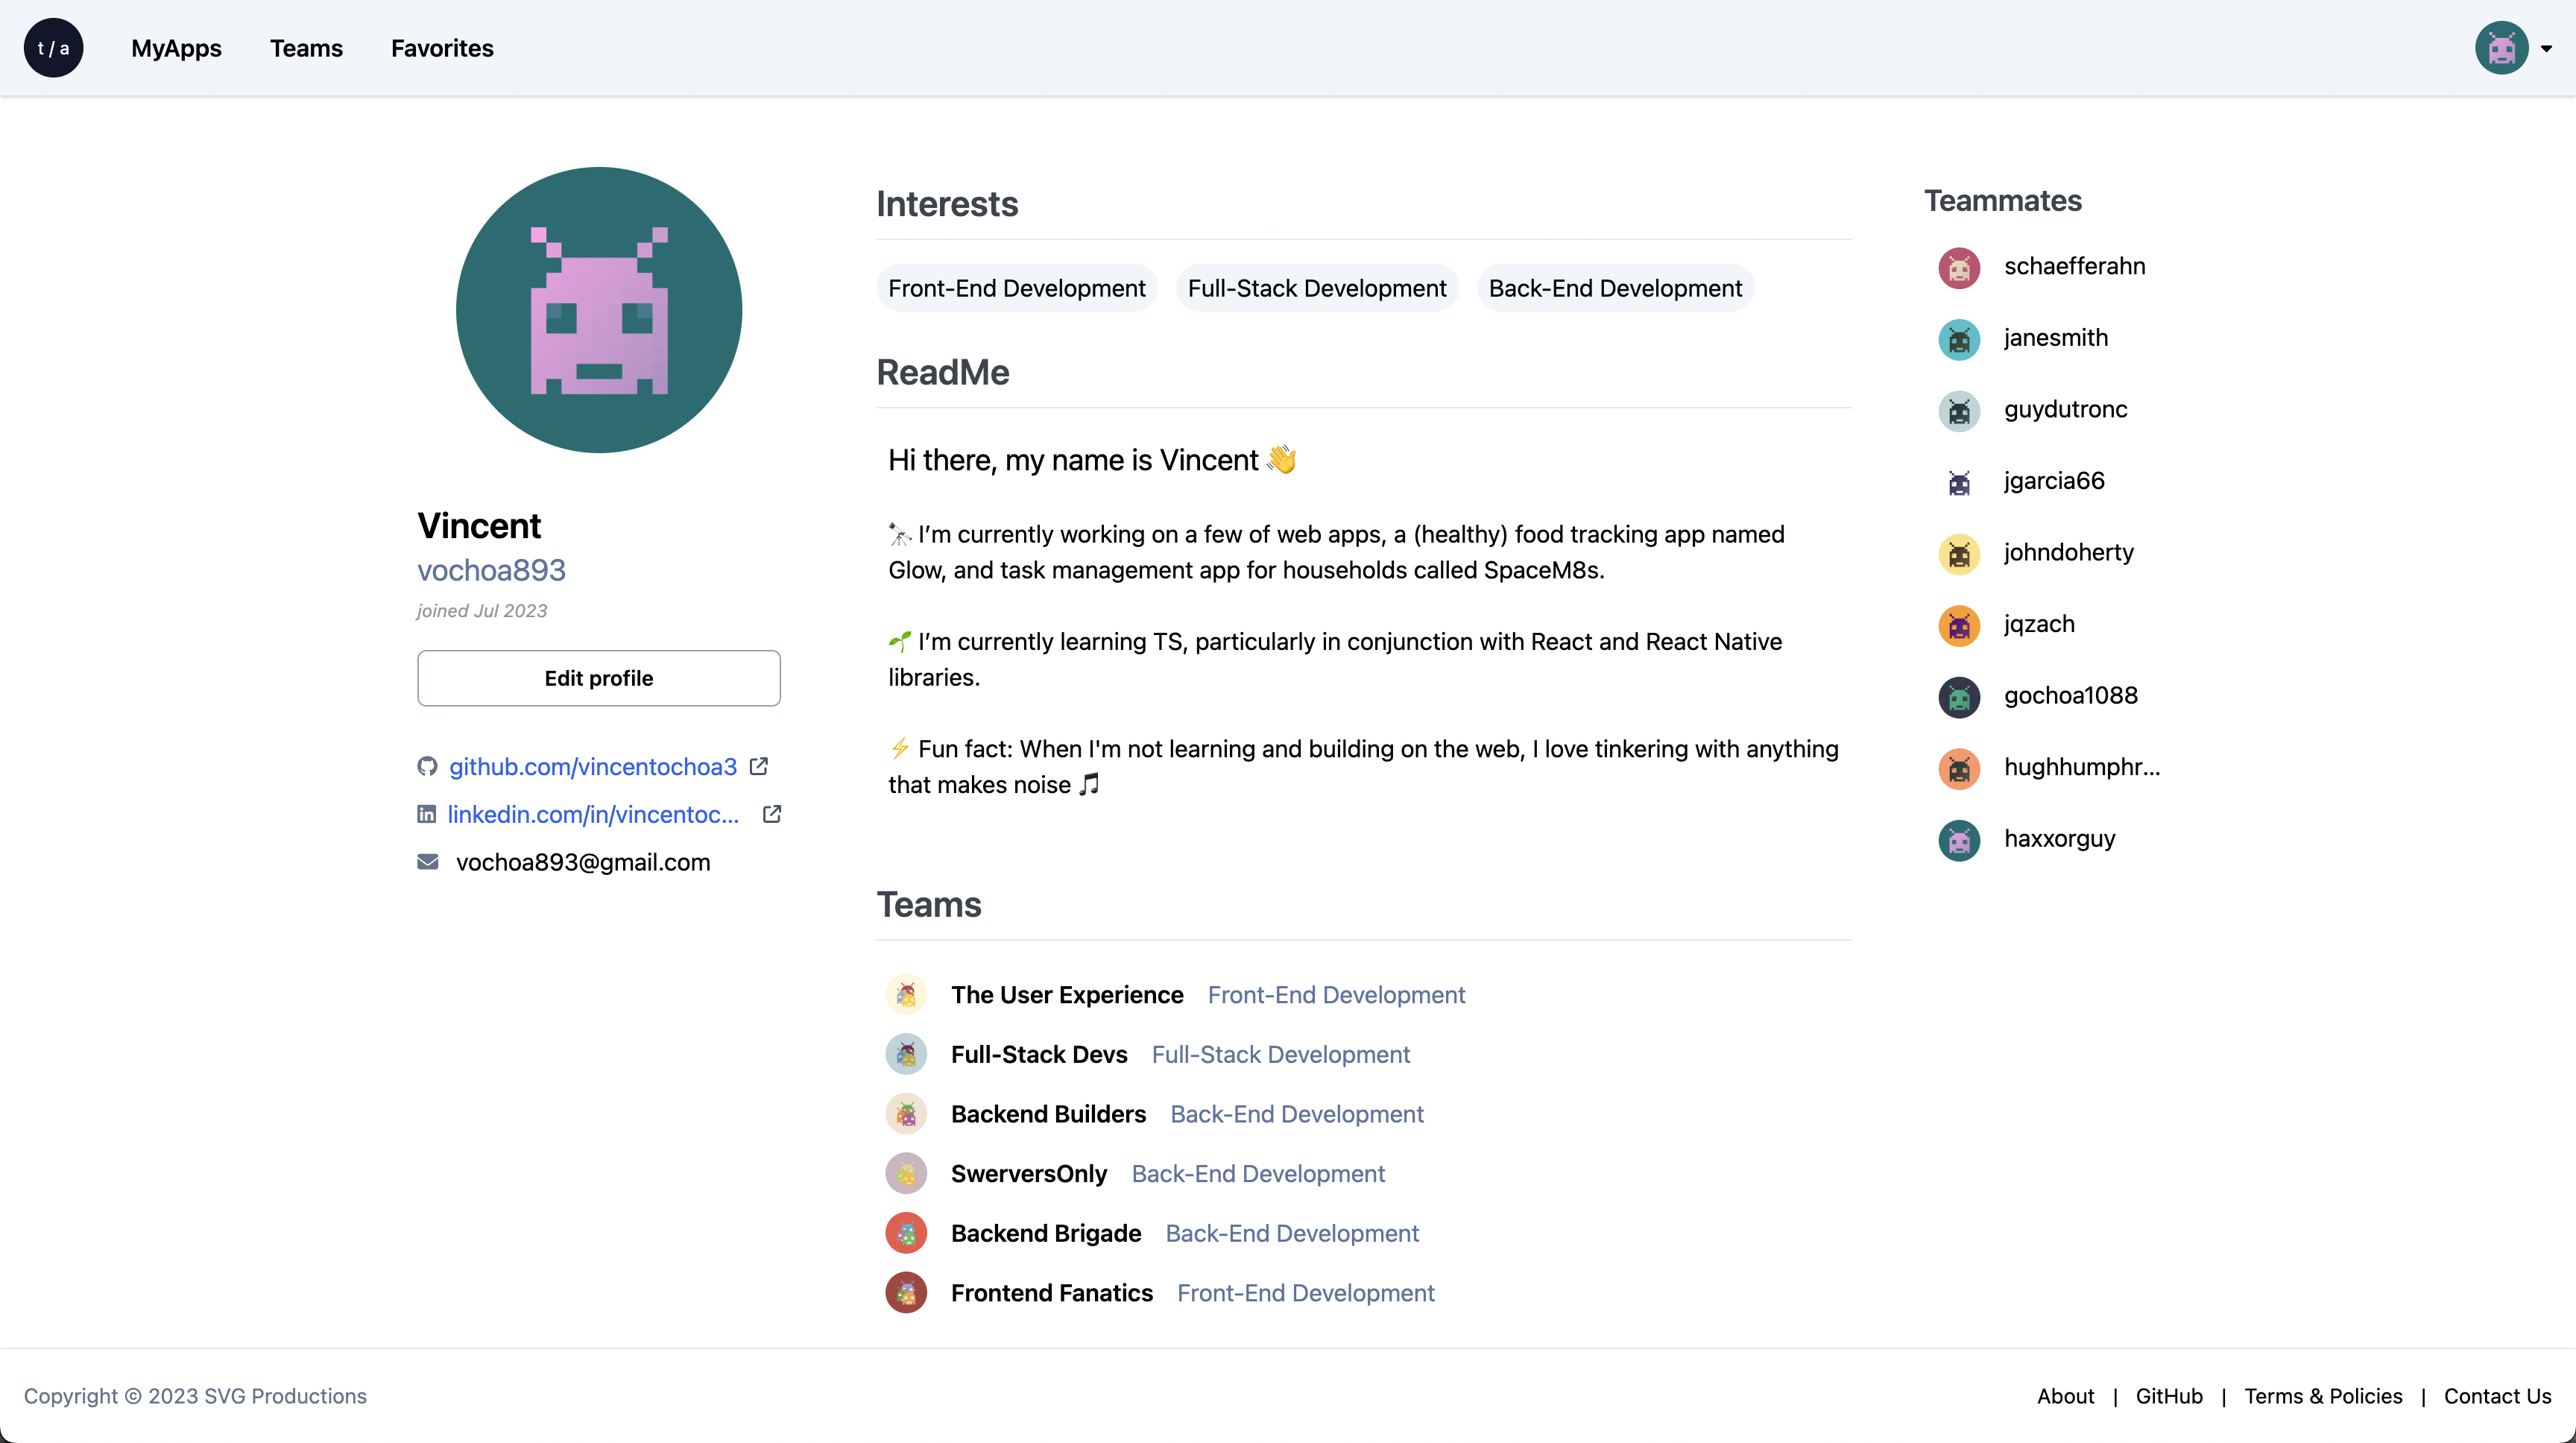 t / a
MyApps
Teams
Favorites
Vincent
vochoa893
joined Jul 2023
Edit profile
github.com/vincentochoa3
linkedin.com/in/vincentoc...
vochoa893@gmail.com
Interests
Front-End Development
Full-Stack Development
Back-End Development
ReadMe
Hi there, my name is Vincent 👋
🔭 I’m currently working on a few of web apps, a (healthy) food tracking app named
Glow, and task management app for households called SpaceM8s.
🌱 I’m currently learning TS, particularly in conjunction with React and React Native
libraries.
⚡ Fun fact: When I'm not learning and building on the web, I love tinkering with anything
that makes noise 🎵
Teams
The User Experience Front-End Development
Full-Stack Devs Full-Stack Development
Backend Builders Back-End Development
SwerversOnly Back-End Development
Backend Brigade Back-End Development
Frontend Fanatics Front-End Development
Teammates
schaefferahn
janesmith
guydutronc
jgarcia66
johndoherty
jqzach
gochoa1088
hughhumphr...
haxxorguy
Copyright © 2023 SVG Productions
About | GitHub | Terms & Policies | Contact Us